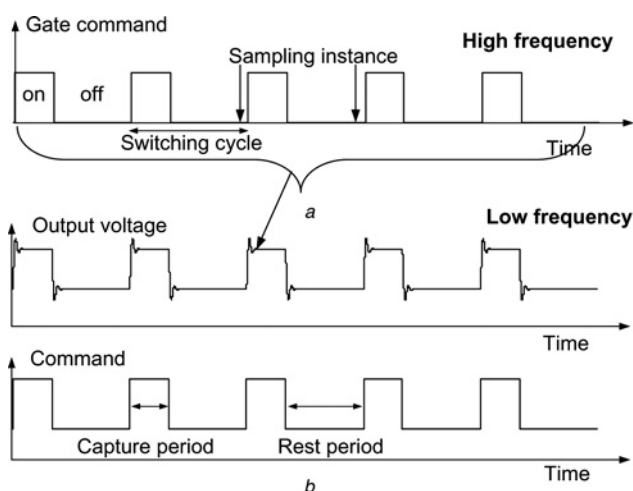 Gate command
High frequency
Sampling instance
on
off
Switching cycle
Time
a
Output voltage
Low frequency
Time
Command
Capture period
Rest period
Time
b